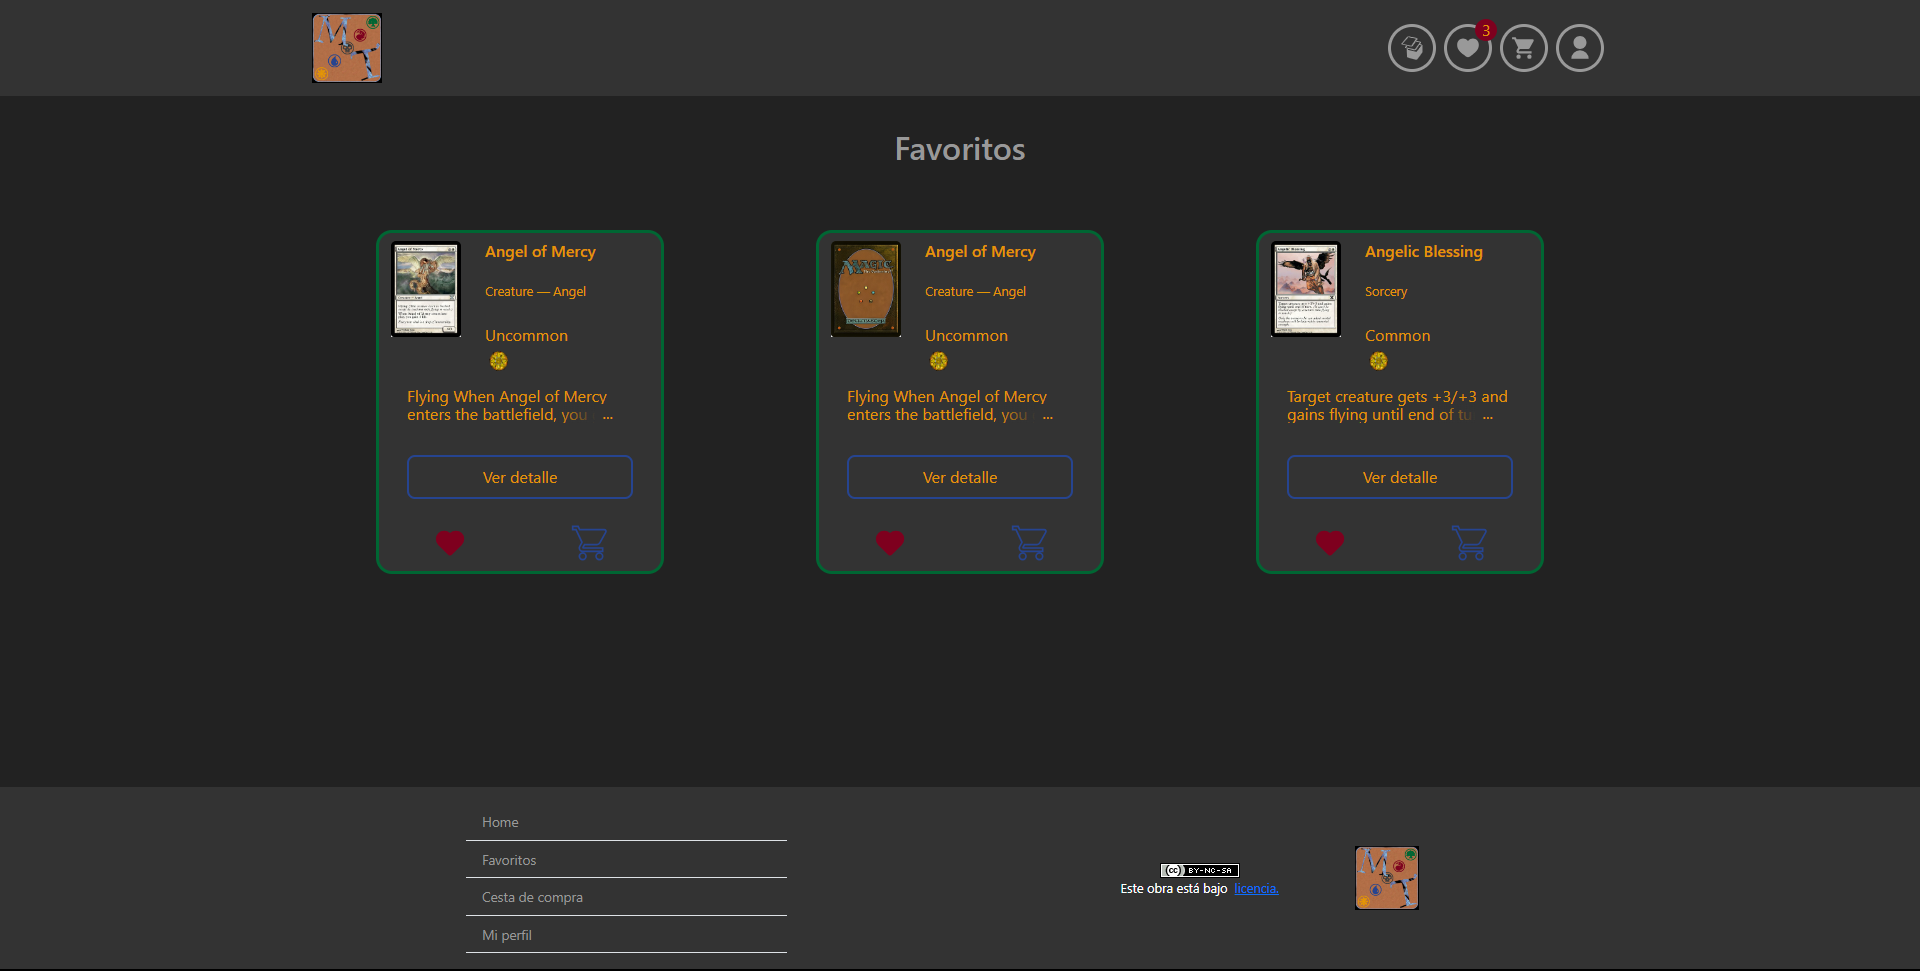 3
Favoritos
Angel of Mercy
Creature — Angel
Uncommon
Flying When Angel of Mercy
enters the battlefield, you ...
Ver detalle
Angel of Mercy
Creature — Angel
Uncommon
Flying When Angel of Mercy
enters the battlefield, you ...
Ver detalle
Angelic Blessing
Sorcery
Common
Target creature gets +3/+3 and
gains flying until end of tu ...
Ver detalle
Home
Favoritos
Cesta de compra
Mi perfil
cc BY-NC-SA
Este obra está bajo licencia.